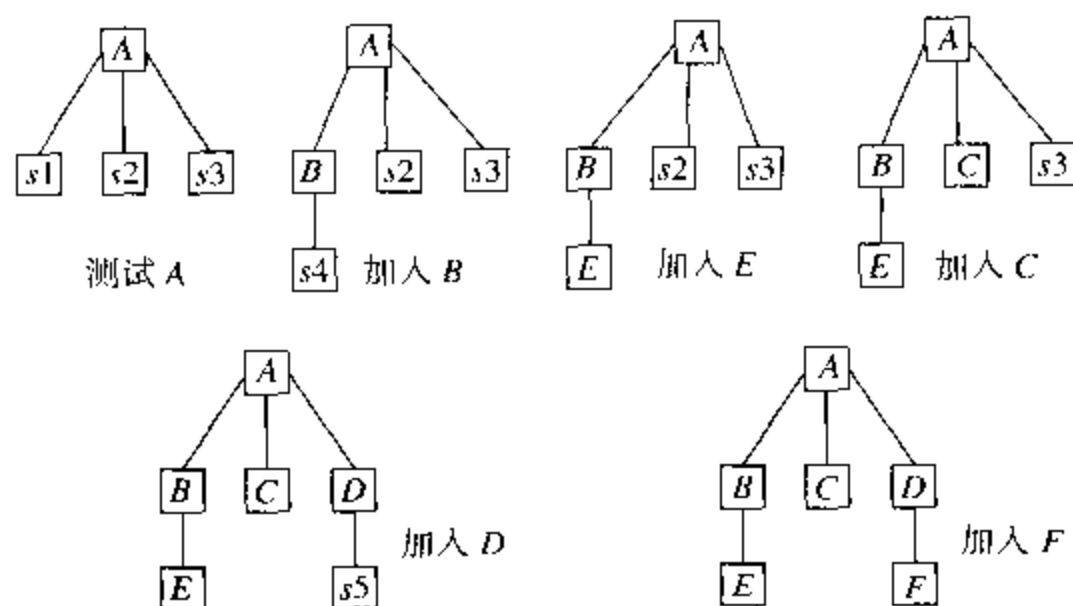 A A A A
s1 s2 s3 B s2 s3 B s2 s3 B C s3
测试 A s4 加入 B E 加入 E E 加入 C
A A
B C D B C D
E s5 加入 D E F 加入 F